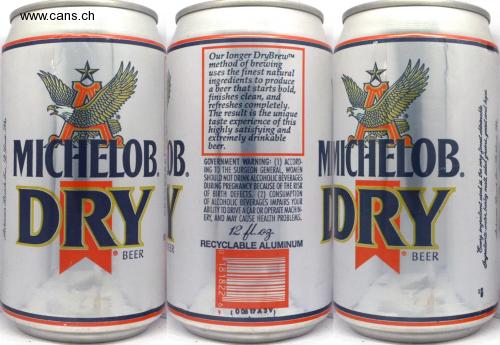 www.cans.ch
A
MICHELOB.
DRY
BEER
Our longer DryBrew™
method of brewing
uses the finest natural
ingredients to produce
a beer that starts bold,
finishes clean, and
refreshes completely.
The result is the unique
taste experience of this
highly satisfying and
extremely drinkable
beer.
GOVERNMENT WARNING: (1) ACCORD-
ING TO THE SURGEON GENERAL, WOMEN
SHOULD NOT DRINK ALCOHOLIC BEVERAGES
DURING PREGNANCY BECAUSE OF THE RISK
OF BIRTH DEFECTS. (2) CONSUMPTION
OF ALCOHOLIC BEVERAGES IMPAIRS YOUR
ABILITY TO DRIVE A CAR OR OPERATE MACHIN-
ERY, AND MAY CAUSE HEALTH PROBLEMS.
12 fl. oz.
RECYCLABLE ALUMINUM
A
MICHELOB.
DRY
BEER